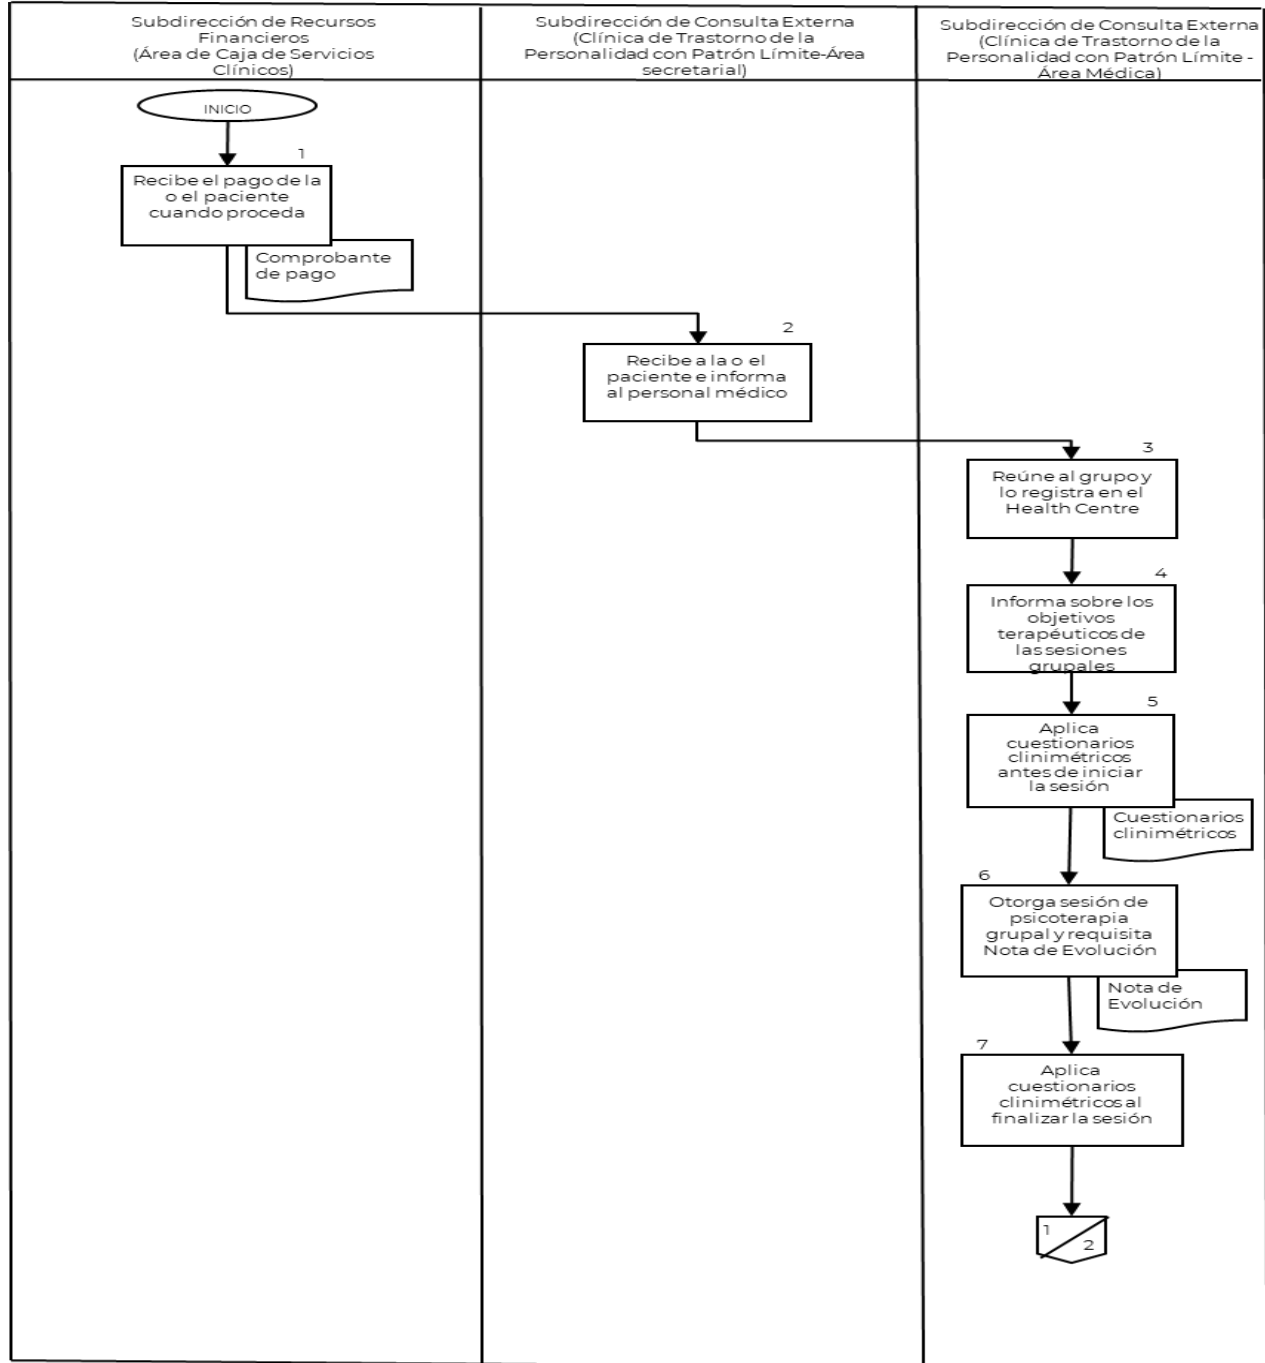 Subdirección de Recursos
Financieros
(Área de Caja de Servicios
Clínicos)
Subdirección de Consulta Externa
(Clínica de Trastorno de la
Personalidad con Patrón Límite-Área
secretarial)
Subdirección de Consulta Externa
(Clínica de Trastorno de la
Personalidad con Patrón Límite -
Área Médica)
INICIO
1
Recibe el pago de la
o el paciente
cuando proceda
Comprobante
de pago
2
Recibe a la o el
paciente e informa
al personal médico
3
Reúne al grupo y
lo registra en el
Health Centre
4
Informa sobre los
objetivos
terapéuticos de
las sesiones
grupales
5
Aplica
cuestionarios
clinimétricos
antes de iniciar
la sesión
Cuestionarios
clinimétricos
6
Otorga sesión de
psicoterapia
grupal y requisita
Nota de Evolución
Nota de
Evolución
7
Aplica
cuestionarios
clinimétricos al
finalizar la sesión
1
2